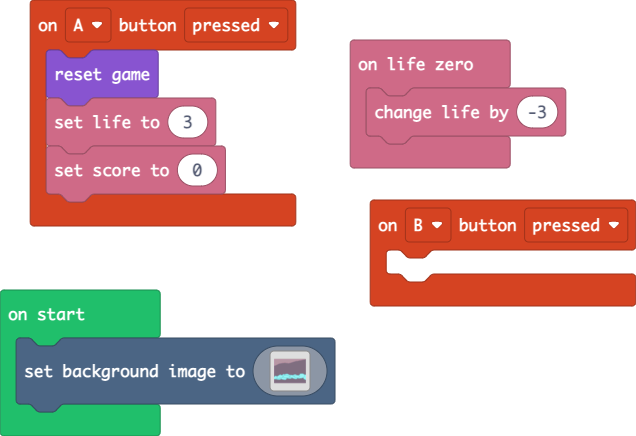 on A button pressed
reset game
set life to 3
set score to 0
on life zero
change life by -3
on B button pressed
on start
set background image to